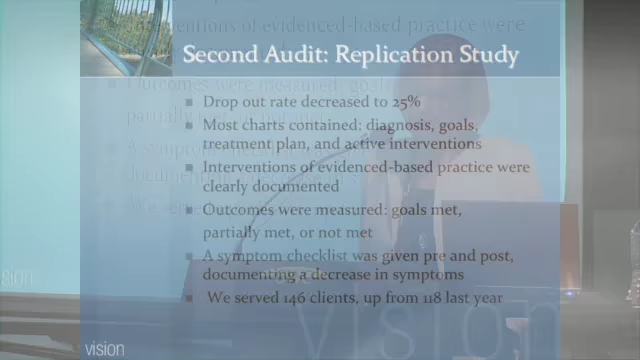 Second Audit: Replication Study
Drop out rate decreased to 25%
Most charts contained: diagnosis, goals,
treatment plan, and active interventions
Interventions of evidenced-based practice were
clearly documented
Outcomes were measured: goals met,
partially met, or not met
A symptom checklist was given pre and post,
documenting a decrease in symptoms
We served 146 clients, up from 118 last year
vision